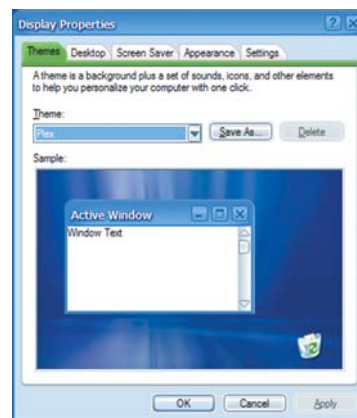 Display Properties
Themes Desktop Screen Saver Appearance Settings
A theme is a background plus a set of sounds, icons, and other elements
to help you personalize your computer with one click.
Theme:
Plex Save As... Delete
Sample:
Active Window
Window Text
OK Cancel Apply